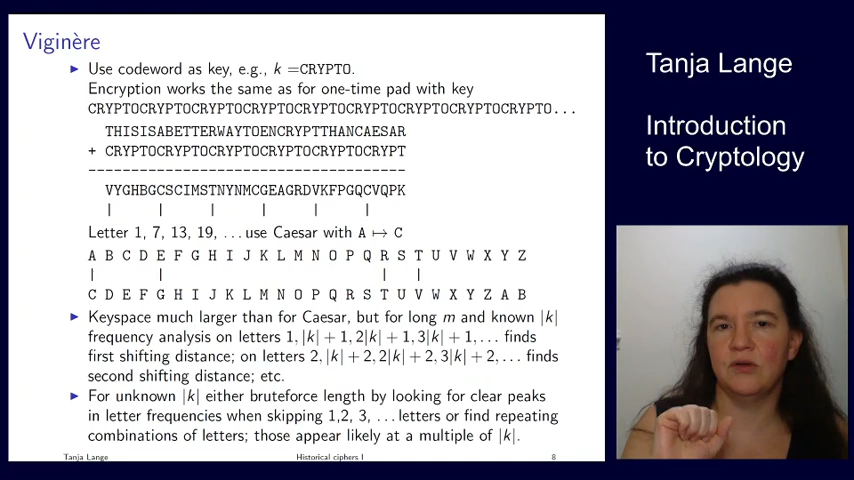 Viginère
▶ Use codeword as key, e.g., k =CRYPTO.
Encryption works the same as for one-time pad with key
CRYPTOCRYPTOCRYPTOCRYPTOCRYPTOCRYPTOCRYPTOCRYPTOCRYPTO...
THISISABETTERWAYTOENCRYPTTHANCAESAR
+ CRYPTOCRYPTOCRYPTOCRYPTOCRYPTOCRYPT
-------------------------------------
VYGHBGCSCIMSTNYNMCGEAGRDVKFPGQCVQPK
| | | | | |
Letter 1, 7, 13, 19, ...use Caesar with A ↦ C
A B C D E F G H I J K L M N O P Q R S T U V W X Y Z
| | | |
C D E F G H I J K L M N O P Q R S T U V W X Y Z A B
▶ Keyspace much larger than for Caesar, but for long m and known |k|
frequency analysis on letters 1, |k| + 1, 2|k| + 1, 3|k| + 1, ... finds
first shifting distance; on letters 2, |k| + 2, 2|k| + 2, 3|k| + 2, ... finds
second shifting distance; etc.
▶ For unknown |k| either bruteforce length by looking for clear peaks
in letter frequencies when skipping 1,2, 3, ...letters or find repeating
combinations of letters; those appear likely at a multiple of |k|.
Tanja Lange Historical ciphers I 8
Tanja Lange
Introduction
to Cryptology